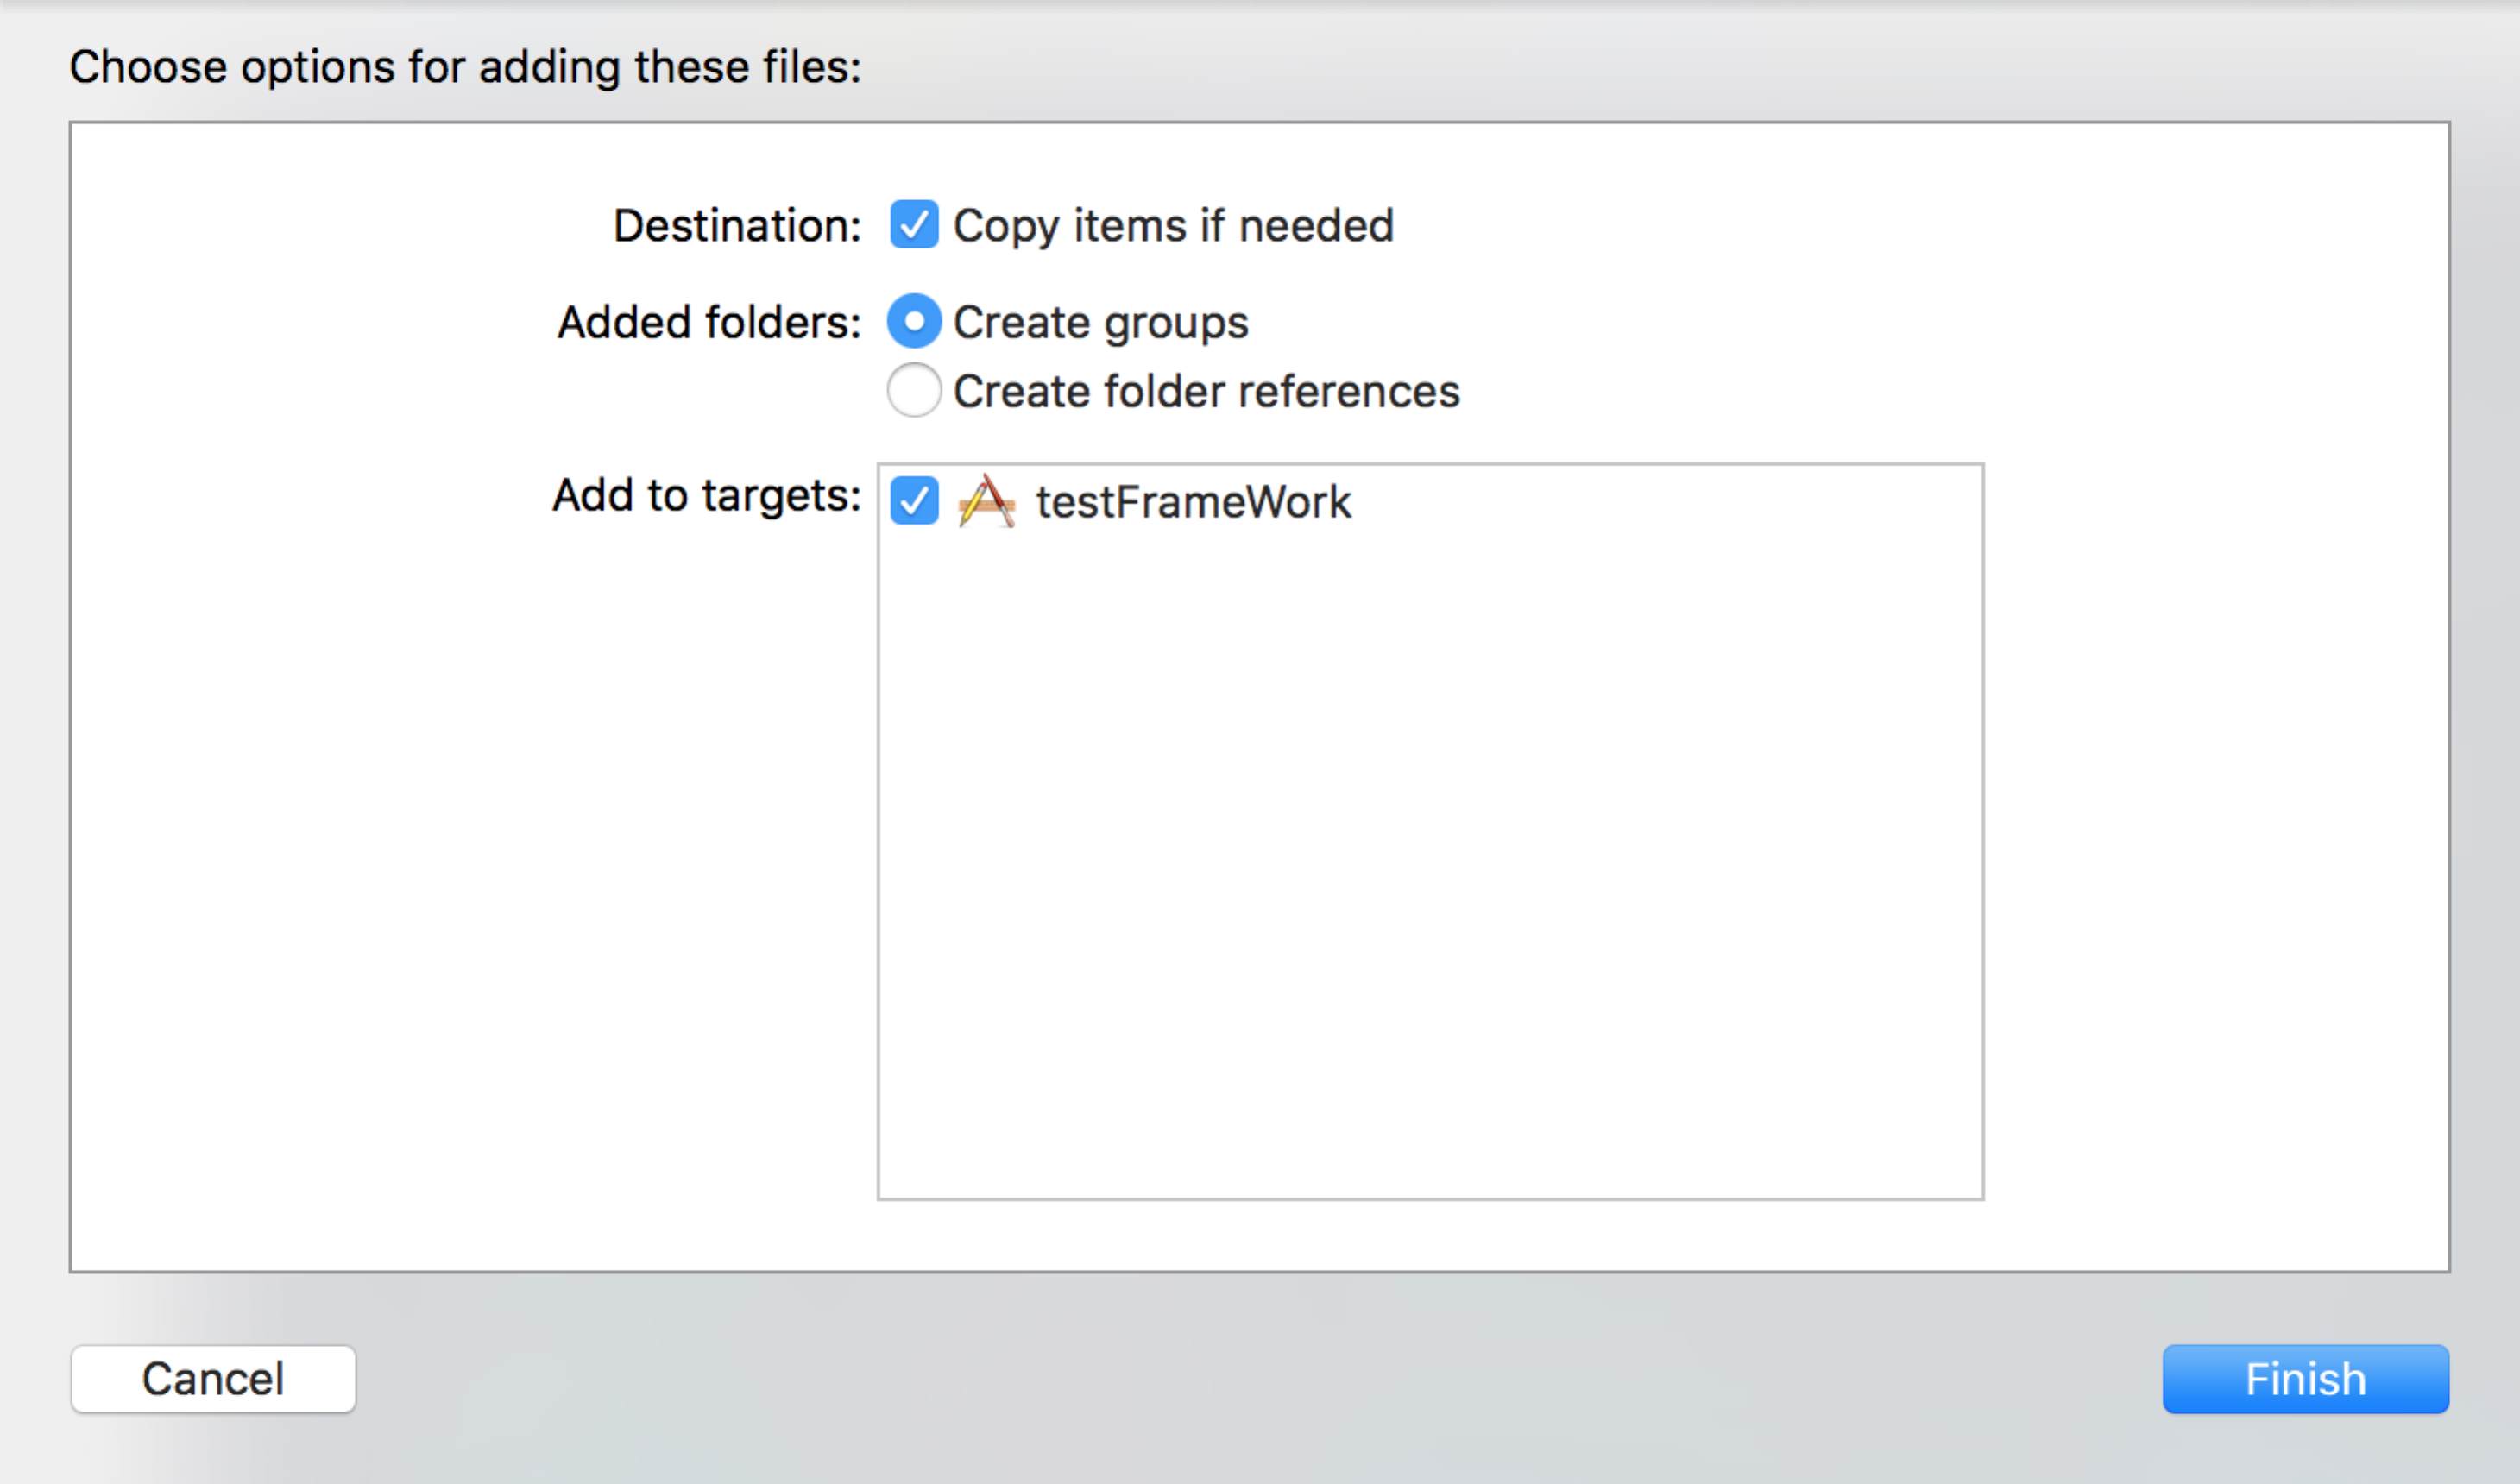 Choose options for adding these files:
Destination: Copy items if needed
Added folders: Create groups
Create folder references
Add to targets: testFrameWork
Cancel Finish